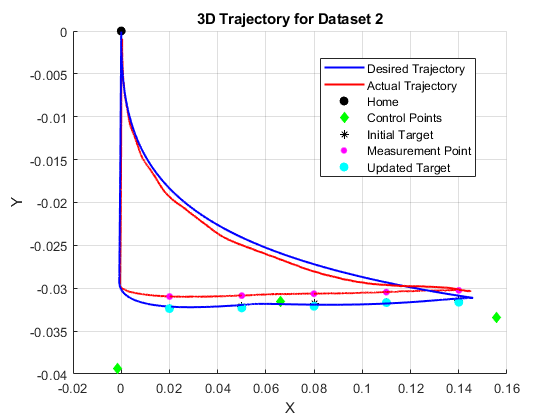 3D Trajectory for Dataset 2
0
-0.005
-0.01
-0.015
-0.02
-0.025
-0.03
-0.035
-0.04
Y
Desired Trajectory
Actual Trajectory
Home
Control Points
Initial Target
Measurement Point
Updated Target
-0.02 0 0.02 0.04 0.06 0.08 0.1 0.12 0.14 0.16
X